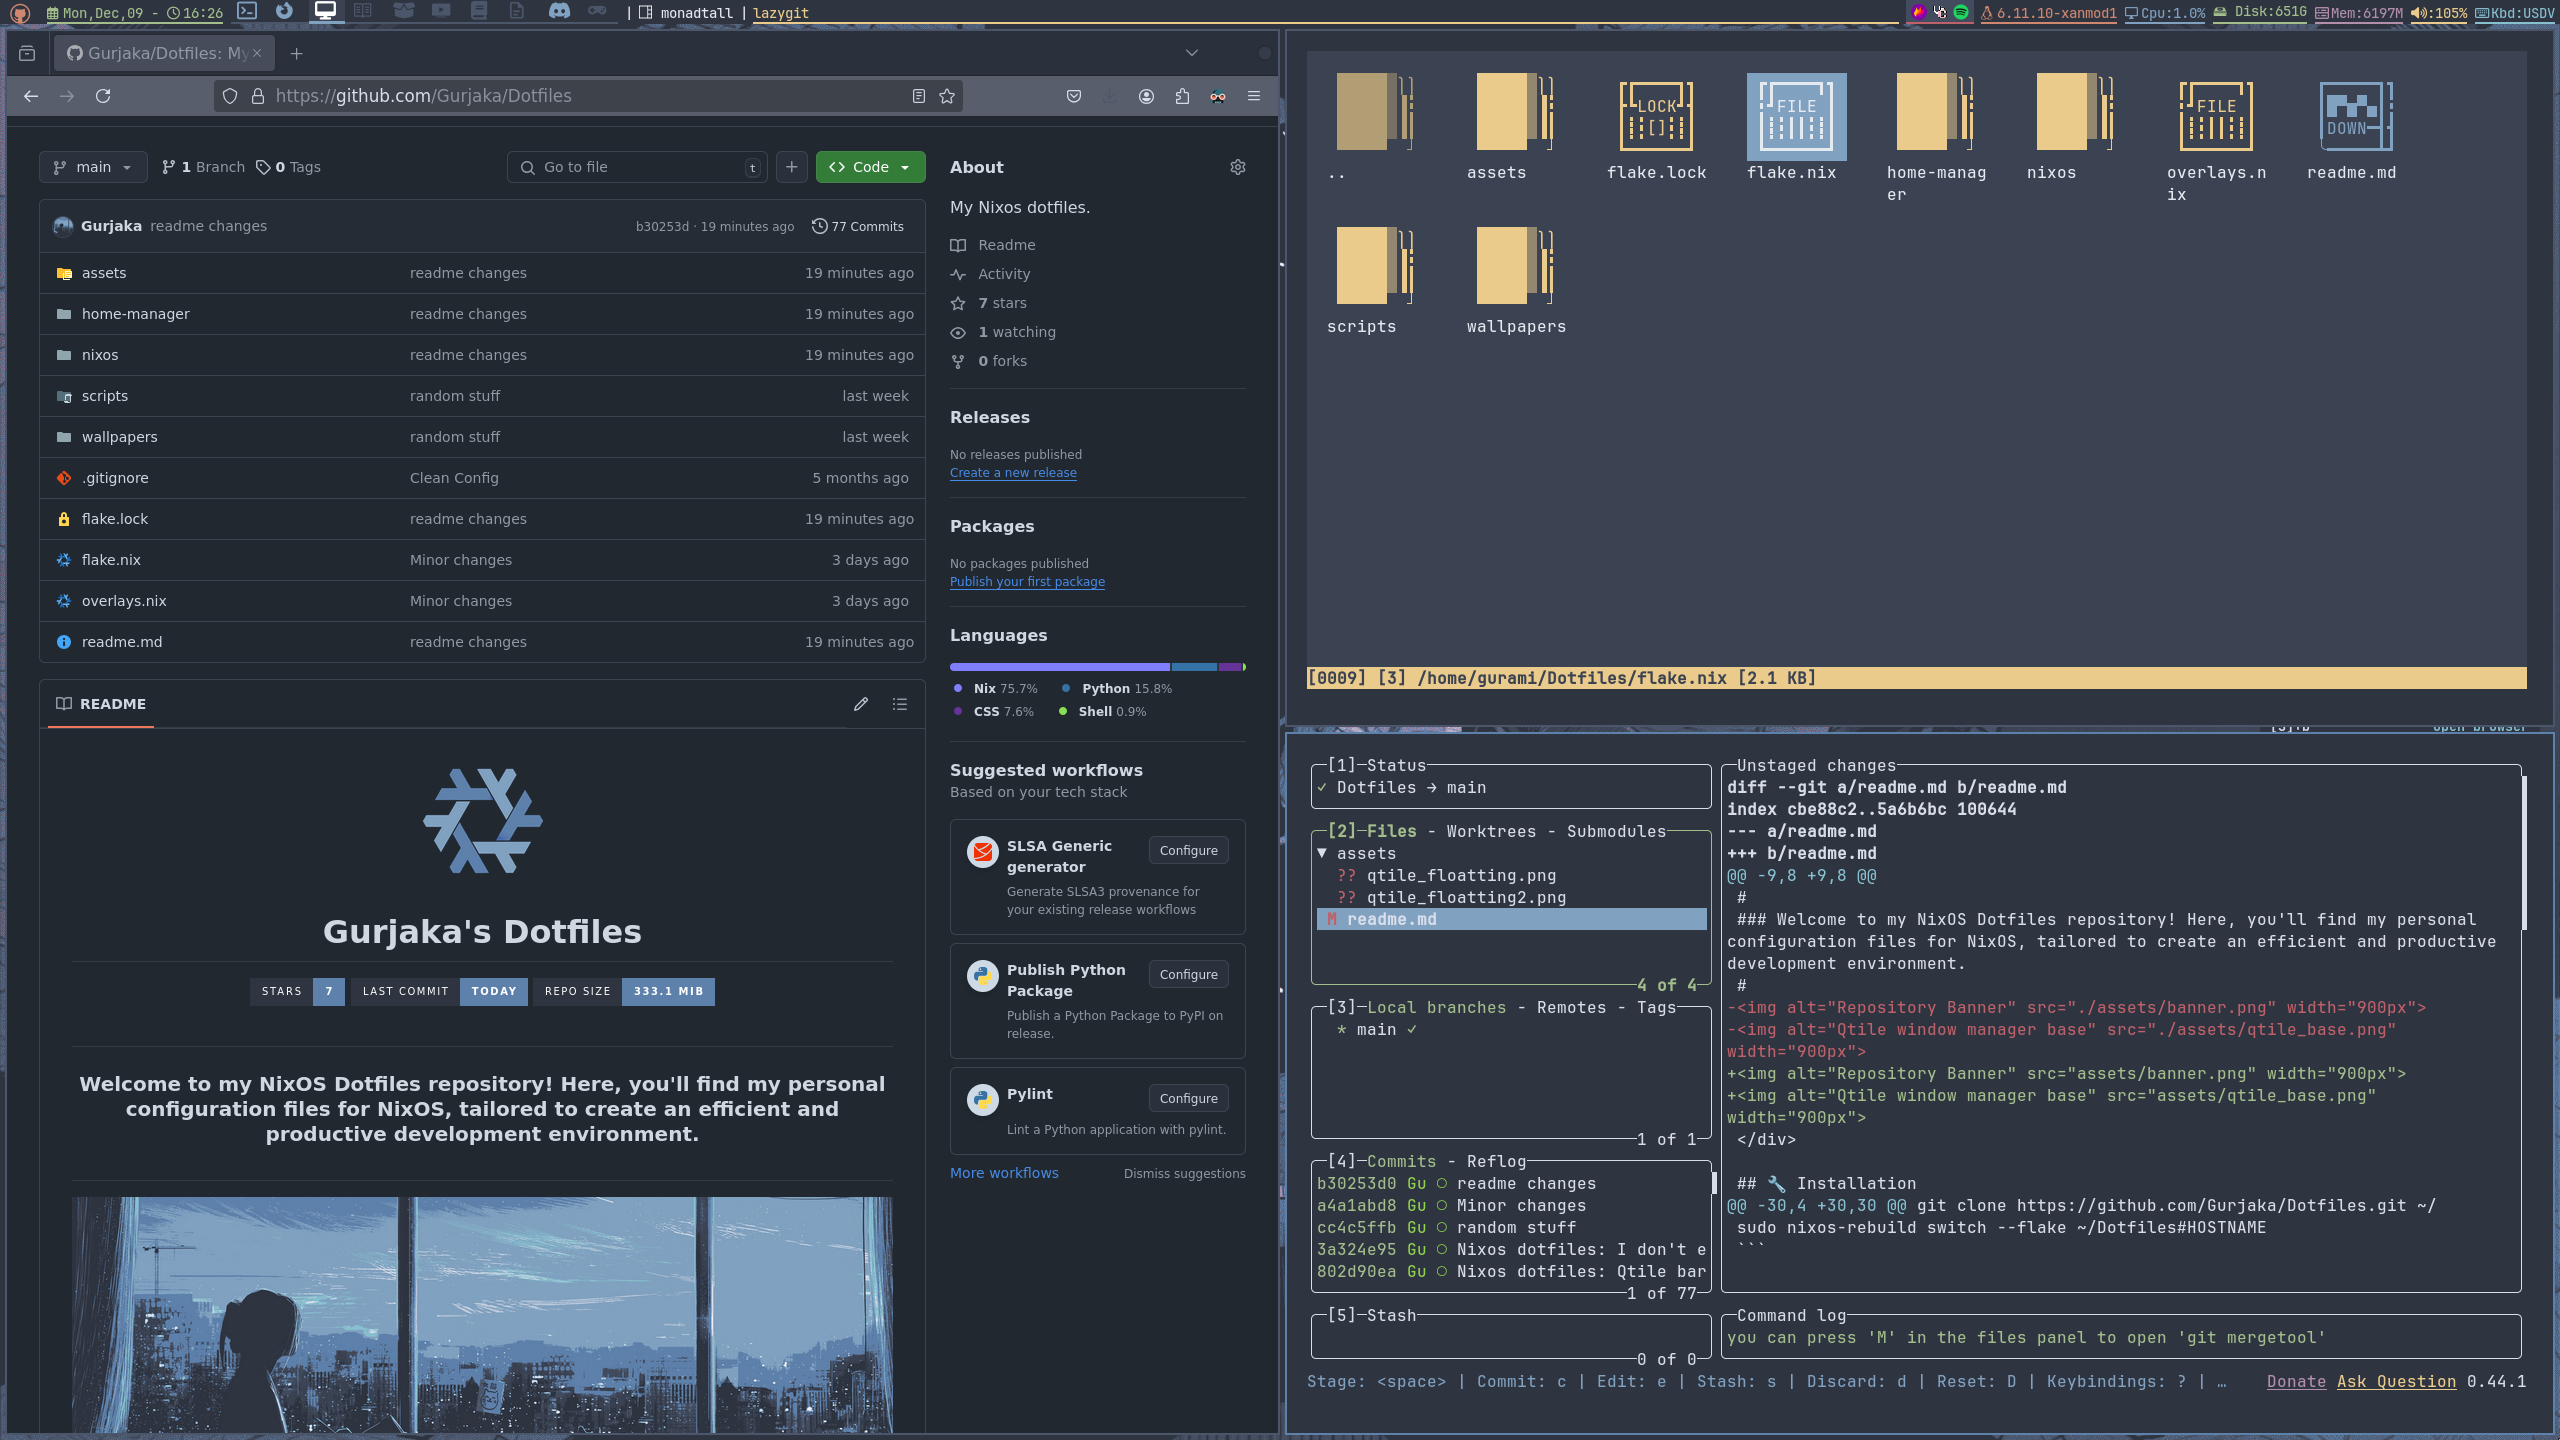 Mon,Dec,09 - 16:26 | monadtall | lazygit
6.11.10-xanmod1 Cpu:1.0% Disk:651G Mem:6197M :105% Kbd:USDV
Gurjaka/Dotfiles: My
https://github.com/Gurjaka/Dotfiles
main 1 Branch 0 Tags Go to file t Code
Gurjaka readme changes b30253d · 19 minutes ago 77 Commits
assets readme changes 19 minutes ago
home-manager readme changes 19 minutes ago
nixos readme changes 19 minutes ago
scripts random stuff last week
wallpapers random stuff last week
.gitignore Clean Config 5 months ago
flake.lock readme changes 19 minutes ago
flake.nix Minor changes 3 days ago
overlays.nix Minor changes 3 days ago
readme.md readme changes 19 minutes ago
README
Gurjaka's Dotfiles
STARS 7 LAST COMMIT TODAY REPO SIZE 333.1 MIB
Welcome to my NixOS Dotfiles repository! Here, you'll find my personal
configuration files for NixOS, tailored to create an efficient and
productive development environment.
About
My Nixos dotfiles.
Readme
Activity
7 stars
1 watching
0 forks
Releases
No releases published
Create a new release
Packages
No packages published
Publish your first package
Languages
Nix 75.7% Python 15.8%
CSS 7.6% Shell 0.9%
Suggested workflows
Based on your tech stack
SLSA Generic
generator
Configure
Generate SLSA3 provenance for
your existing release workflows
Publish Python
Package
Configure
Publish a Python Package to PyPI on
release.
Pylint
Configure
Lint a Python application with pylint.
More workflows Dismiss suggestions
LOCK FILE FILE DOWN
[]
.. assets flake.lock flake.nix home-manag nixos overlays.n readme.md
er ix
scripts wallpapers
[0009] [3] /home/gurami/Dotfiles/flake.nix [2.1 KB]
[1]─Status
✓ Dotfiles → main
[2]─Files - Worktrees - Submodules
▼ assets
?? qtile_floatting.png
?? qtile_floatting2.png
M readme.md
4 of 4
[3]─Local branches - Remotes - Tags
* main ✓
1 of 1
[4]─Commits - Reflog
b30253d0 Gu ○ readme changes
a4a1abd8 Gu ○ Minor changes
cc4c5ffb Gu ○ random stuff
3a324e95 Gu ○ Nixos dotfiles: I don't e
802d90ea Gu ○ Nixos dotfiles: Qtile bar
1 of 77
[5]─Stash
0 of 0
Unstaged changes
diff --git a/readme.md b/readme.md
index cbe88c2..5a6b6bc 100644
--- a/readme.md
+++ b/readme.md
@@ -9,8 +9,8 @@
#
### Welcome to my NixOS Dotfiles repository! Here, you'll find my personal
configuration files for NixOS, tailored to create an efficient and productive
development environment.
#
-<img alt="Repository Banner" src="./assets/banner.png" width="900px">
-<img alt="Qtile window manager base" src="./assets/qtile_base.png"
width="900px">
+<img alt="Repository Banner" src="assets/banner.png" width="900px">
+<img alt="Qtile window manager base" src="assets/qtile_base.png"
width="900px">
</div>
## 🔧 Installation
@@ -30,4 +30,30 @@ git clone https://github.com/Gurjaka/Dotfiles.git ~/
sudo nixos-rebuild switch --flake ~/Dotfiles#HOSTNAME
```
Command log
you can press 'M' in the files panel to open 'git mergetool'
Stage: <space> | Commit: c | Edit: e | Stash: s | Discard: d | Reset: D | Keybindings: ? | … Donate Ask Question 0.44.1